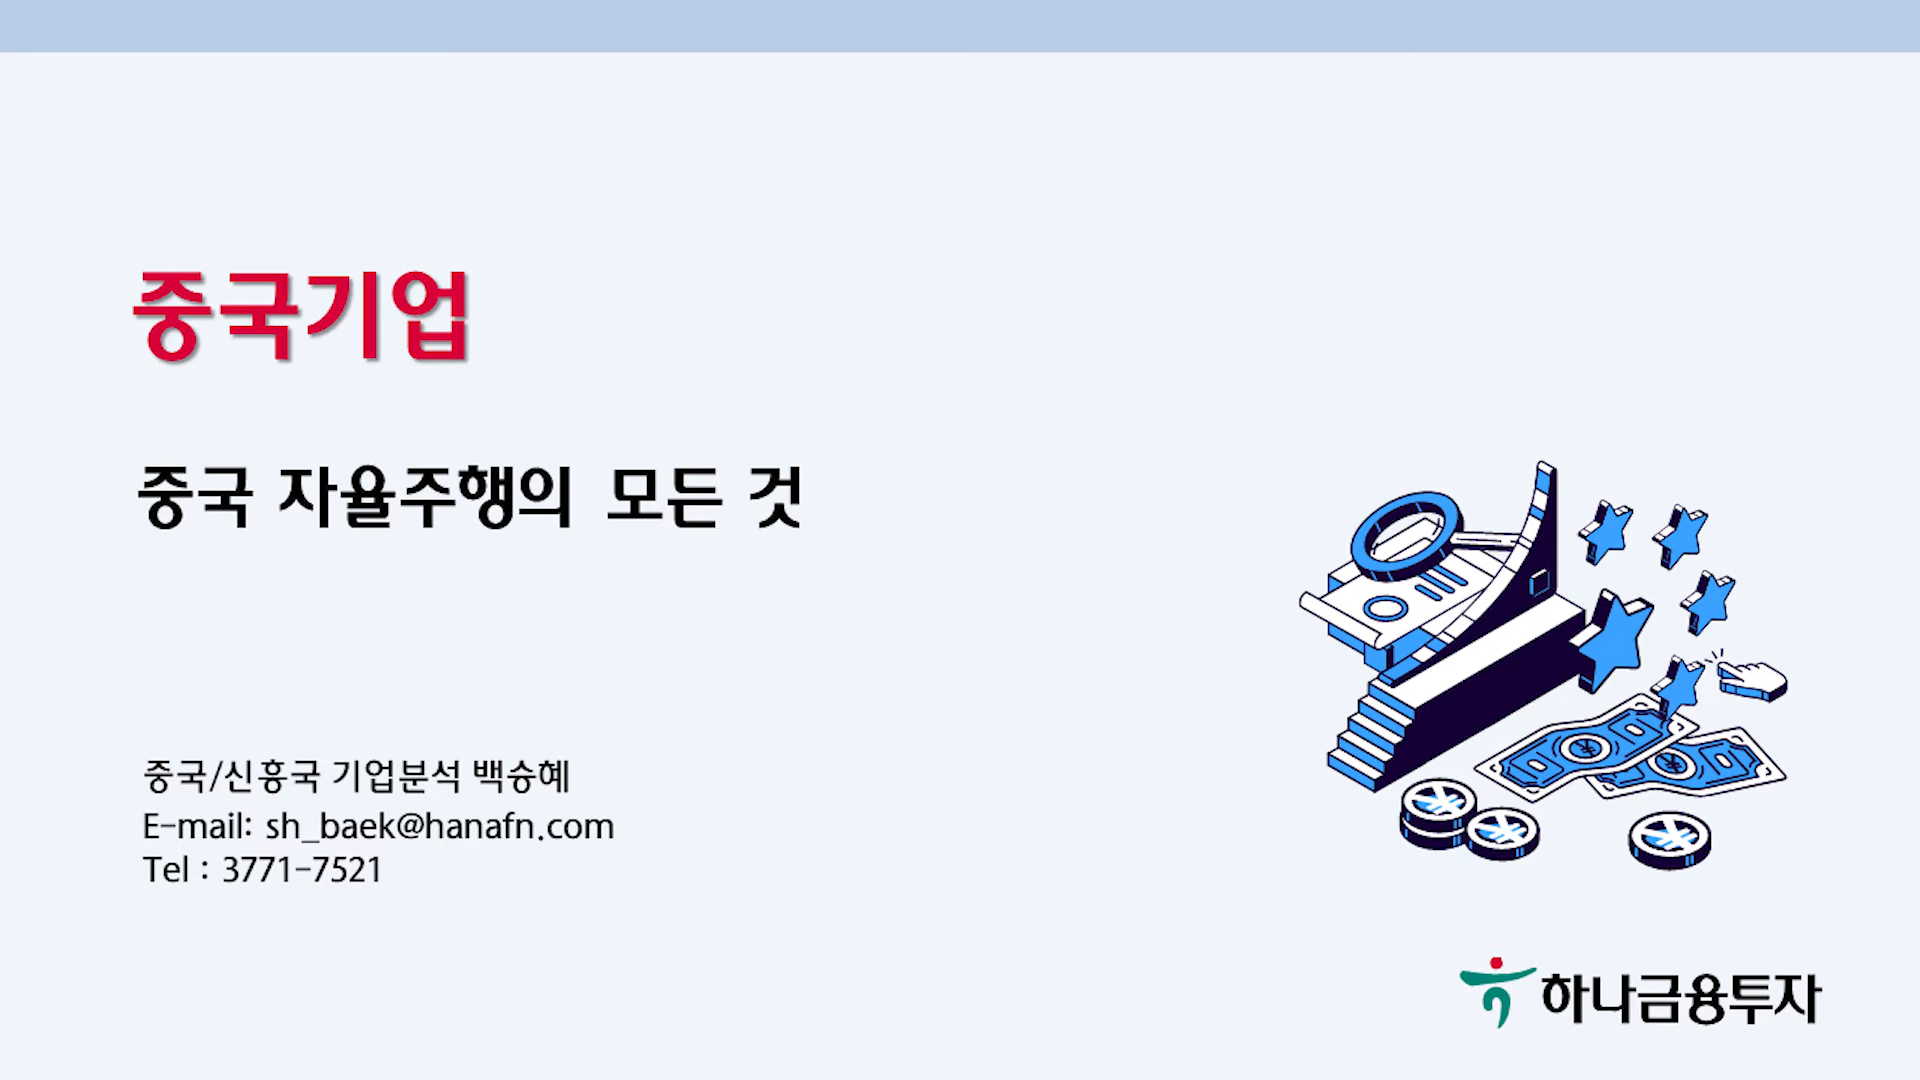 중국기업
중국 자율주행의 모든 것
중국/신흥국 기업분석 백승혜
E-mail: sh_baek@hanafn.com
Tel : 3771-7521
하나금융투자